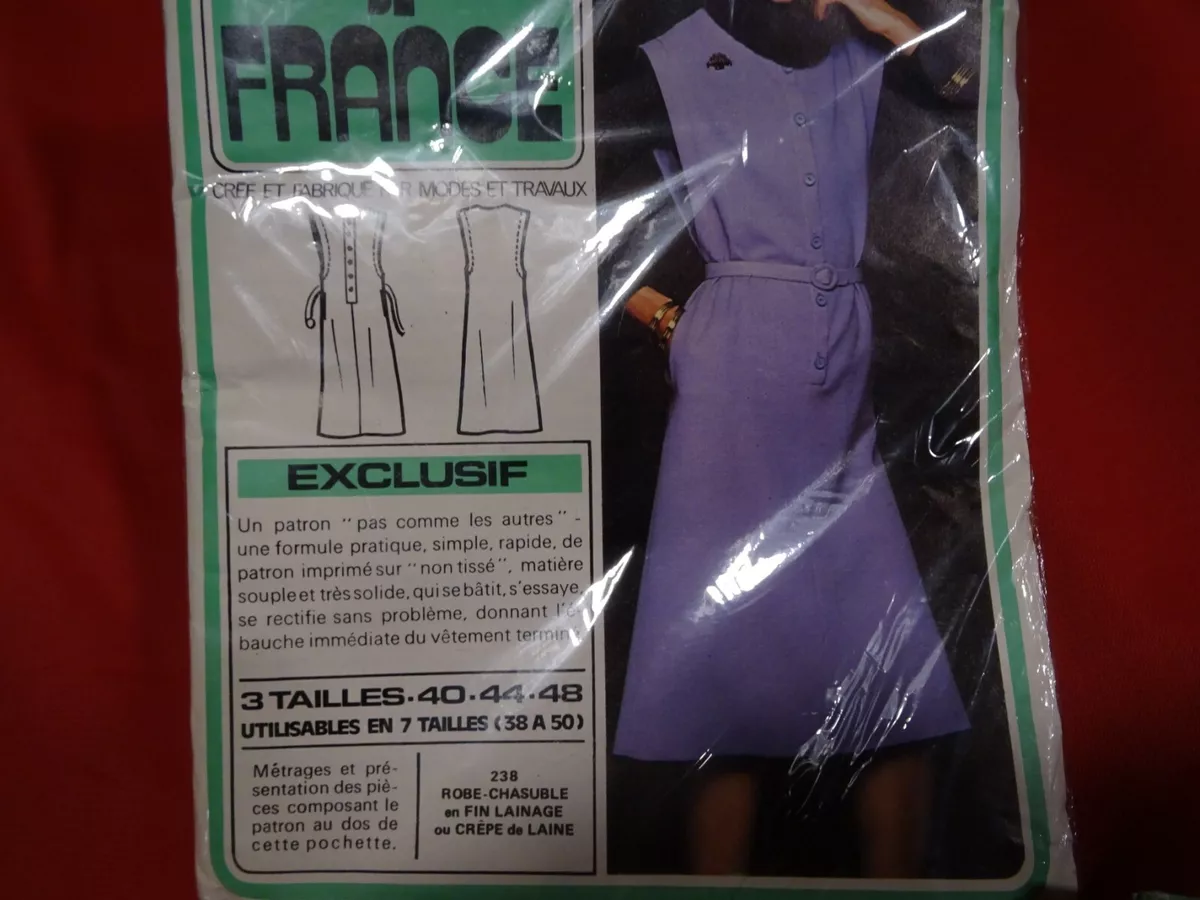 DE
FRANCE
CRÉÉ ET FABRIQUÉ PAR MODES ET TRAVAUX
EXCLUSIF
Un patron "pas comme les autres" -
une formule pratique, simple, rapide, de
patron imprimé sur "non tissé", matière
souple et très solide, qui se bâtit, s'essaye,
se rectifie sans problème, donnant l'é-
bauche immédiate du vêtement terminé.
3 TAILLES·40·44·48
UTILISABLES EN 7 TAILLES (38 A 50)
Métrages et pré-
sentation des piè-
ces composant le
patron au dos de
cette pochette.
238
ROBE-CHASUBLE
en FIN LAINAGE
ou CRÊPE de LAINE